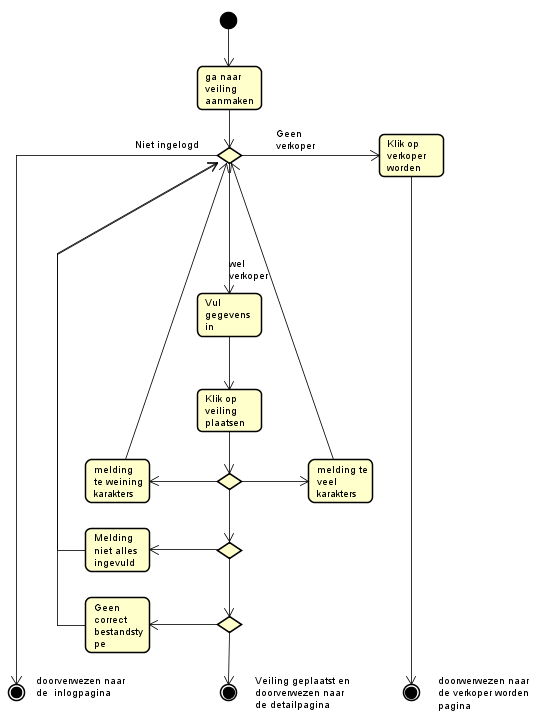 ga naar
veiling
aanmaken
Niet ingelogd
Geen
verkoper
Klik op
verkoper
worden
wel
verkoper
Vul
gegevens
in
Klik op
veiling
plaatsen
melding
te weining
karakters
melding te
veel
karakters
Melding
niet alles
ingevuld
Geen
correct
bestandsty
pe
doorverwezen naar
de inlogpagina
Veiling geplaatst en
doorverwezen naar
de detailpagina
doorwerwezen naar
de verkoper worden
pagina